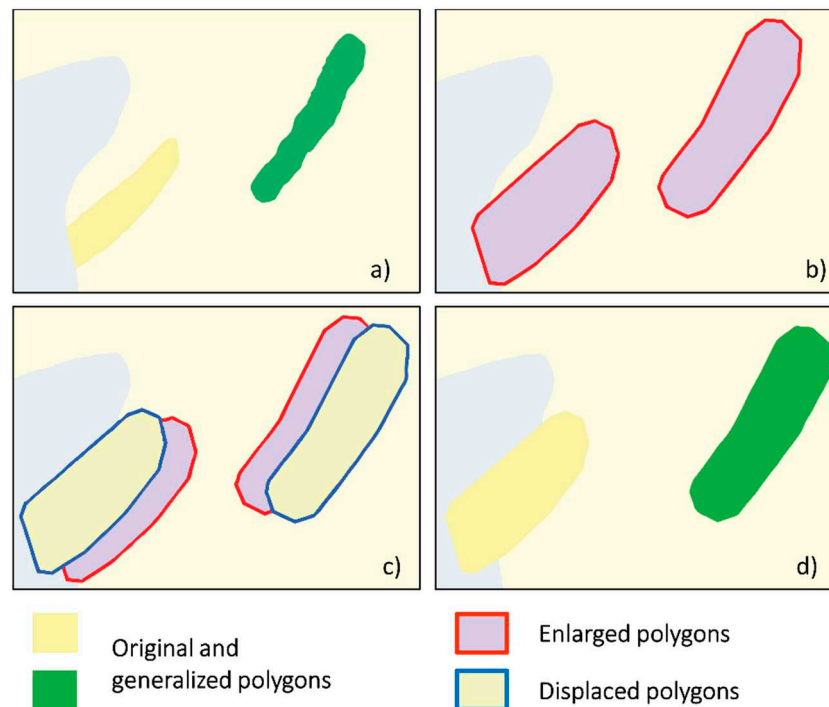 a)
b)
c)
d)
Original and
generalized polygons
Enlarged polygons
Displaced polygons